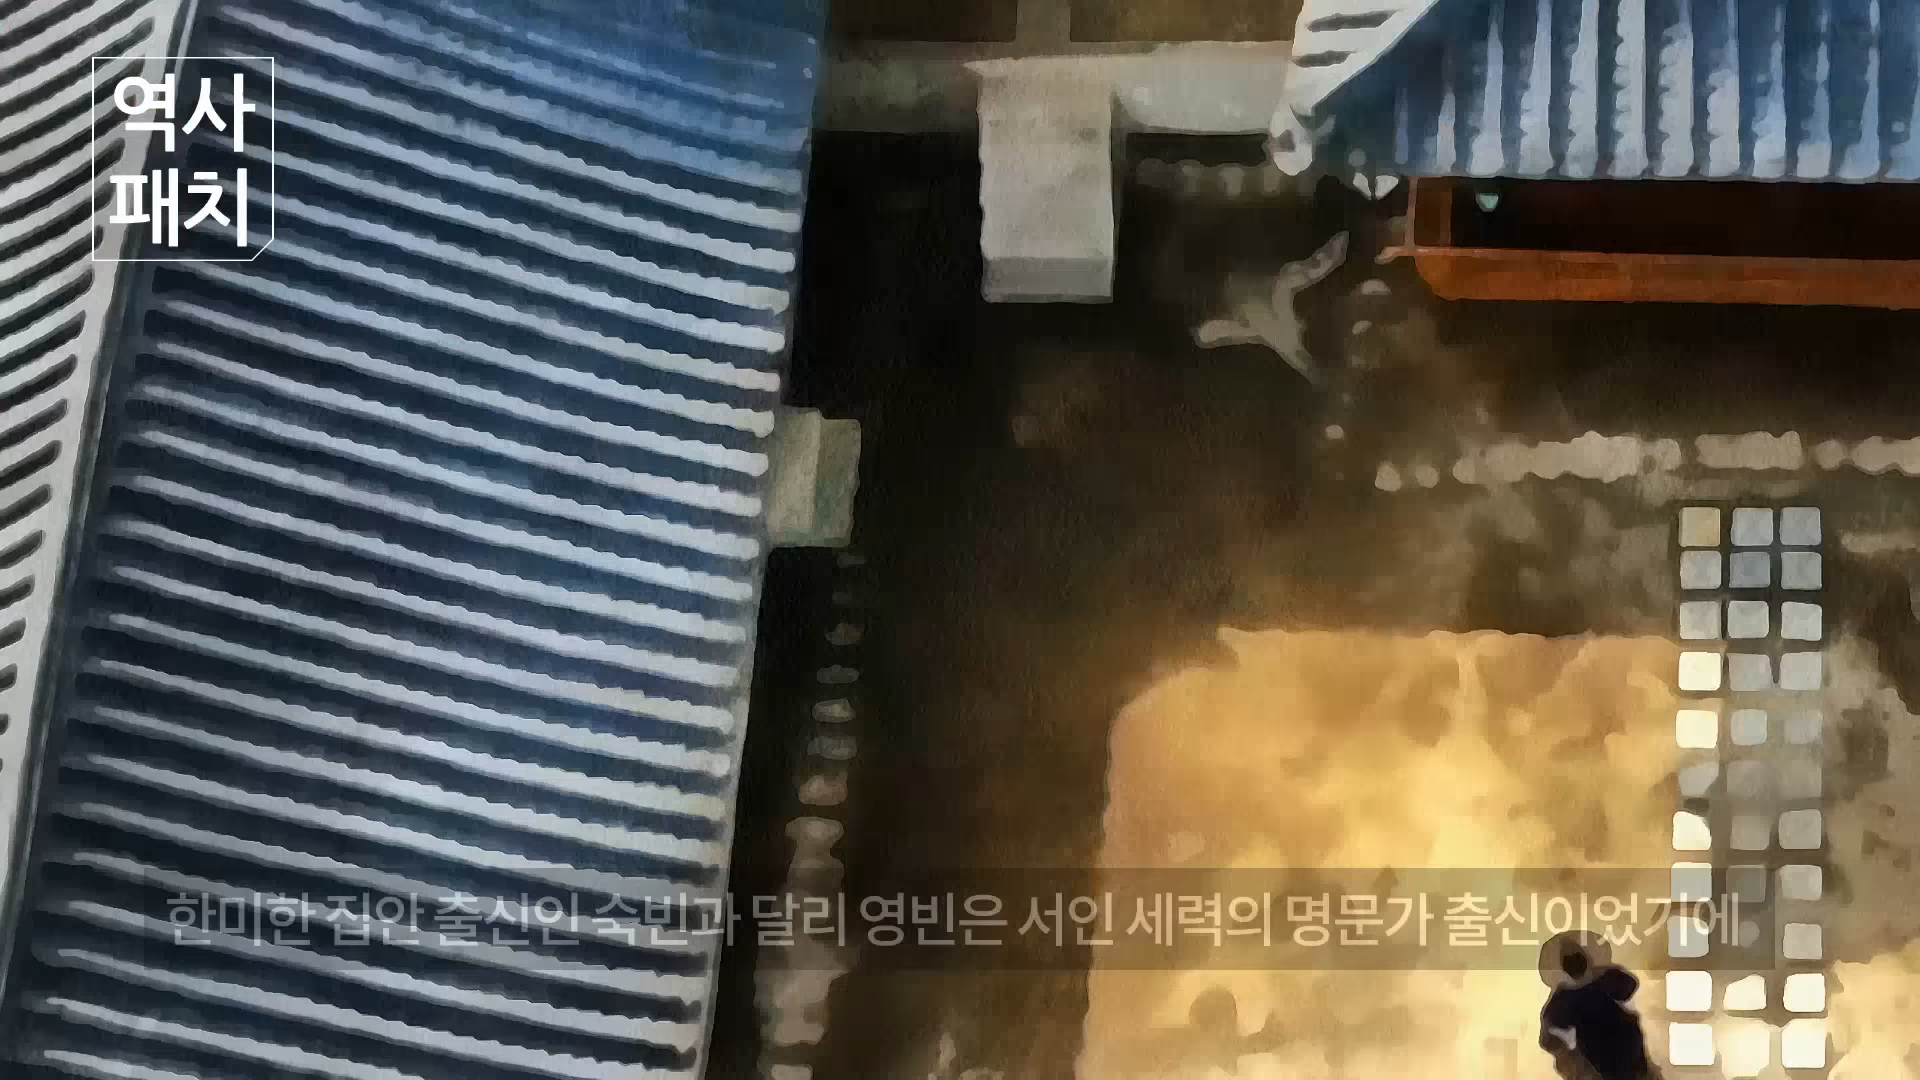 역사
패치
한미한 집안 출신인 숙빈과 달리 영빈은 서인 세력의 명문가 출신이었기에